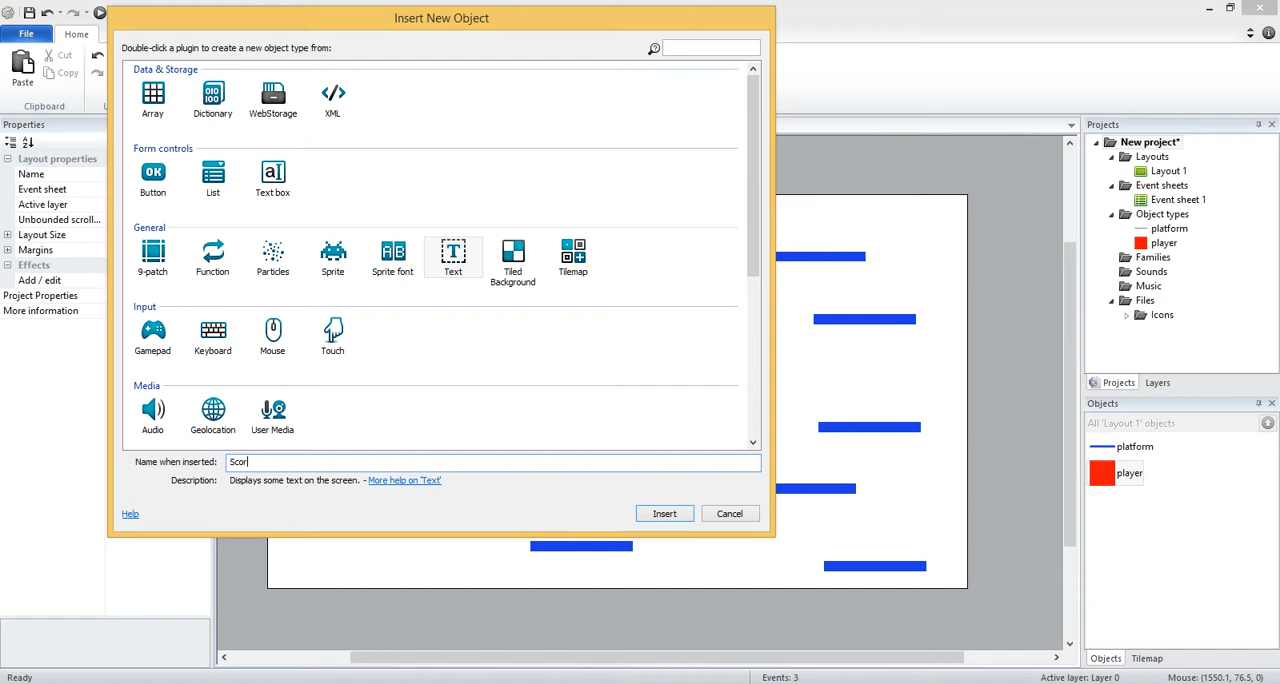 Insert New Object
File
Home
Paste
Cut
Copy
Clipboard
U
Double-click a plugin to create a new object type from:
Data & Storage
Array
Dictionary
WebStorage
XML
Form controls
Button
List
Text box
General
9-patch
Function
Particles
Sprite
Sprite font
Text
Tiled Background
Tilemap
Input
Gamepad
Keyboard
Mouse
Touch
Media
Audio
Geolocation
User Media
Name when inserted: Scor
Description: Displays some text on the screen. - More help on 'Text'
Help
Insert
Cancel
Properties
Layout properties
Name
Event sheet
Active layer
Unbounded scroll...
Layout Size
Margins
Effects
Add / edit
Project Properties
More information
Projects
New project*
Layouts
Layout 1
Event sheets
Event sheet 1
Object types
platform
player
Families
Sounds
Music
Files
Icons
Projects
Layers
Objects
All 'Layout 1' objects
platform
player
Objects
Tilemap
Ready
Events: 3
Active layer: Layer 0
Mouse: (1550.1, 76.5, 0)